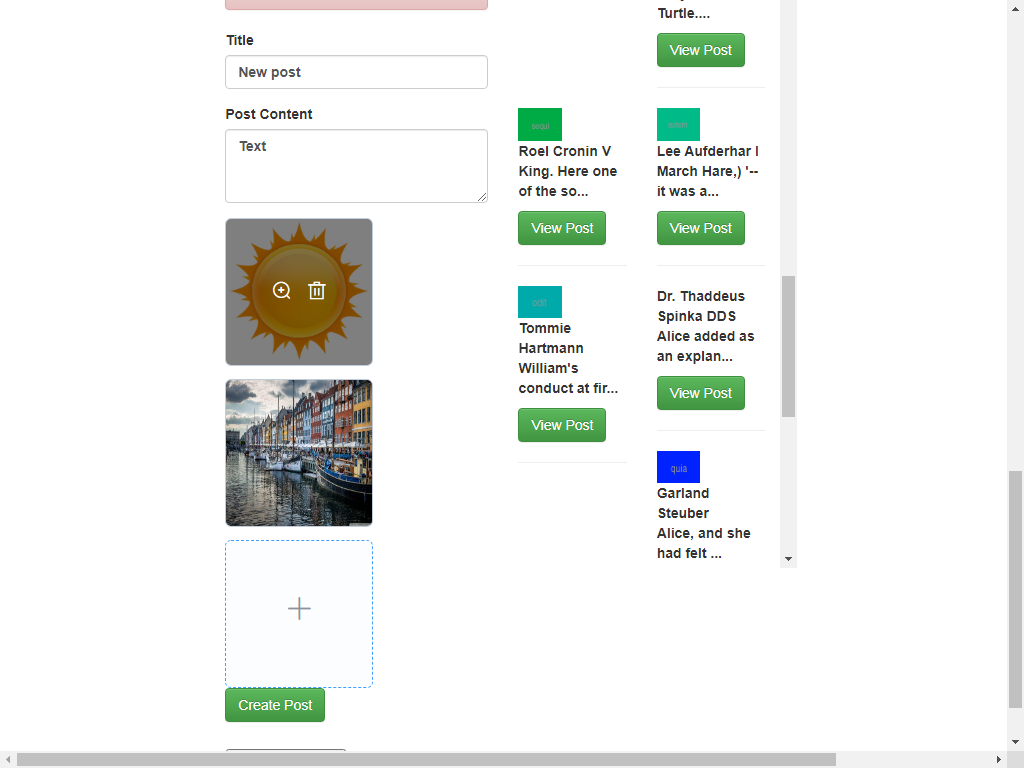 Title
New post
Post Content
Text
Create Post
sequi
Roel Cronin V
King. Here one
of the so...
View Post
odit
Tommie
Hartmann
William's
conduct at fir...
View Post
Turtle....
View Post
Lee Aufderhar I
March Hare,) '--
it was a...
View Post
Dr. Thaddeus
Spinka DDS
Alice added as
an explan...
View Post
quia
Garland
Steuber
Alice, and she
had felt ...